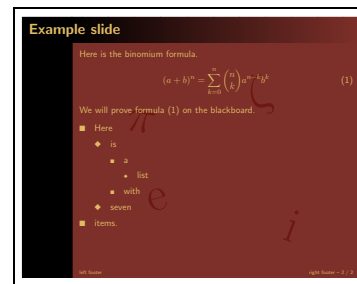 Example slide
Here is the binomium formula.
(a + b)^n = \sum_{k=0}^{n} \binom{n}{k} a^{n-k} b^k (1)
We will prove formula (1) on the blackboard.
■ Here
◆ is
■ a
● list
■ with
◆ seven
■ items.
π
ζ
e
i
left footer right footer – 2 / 2